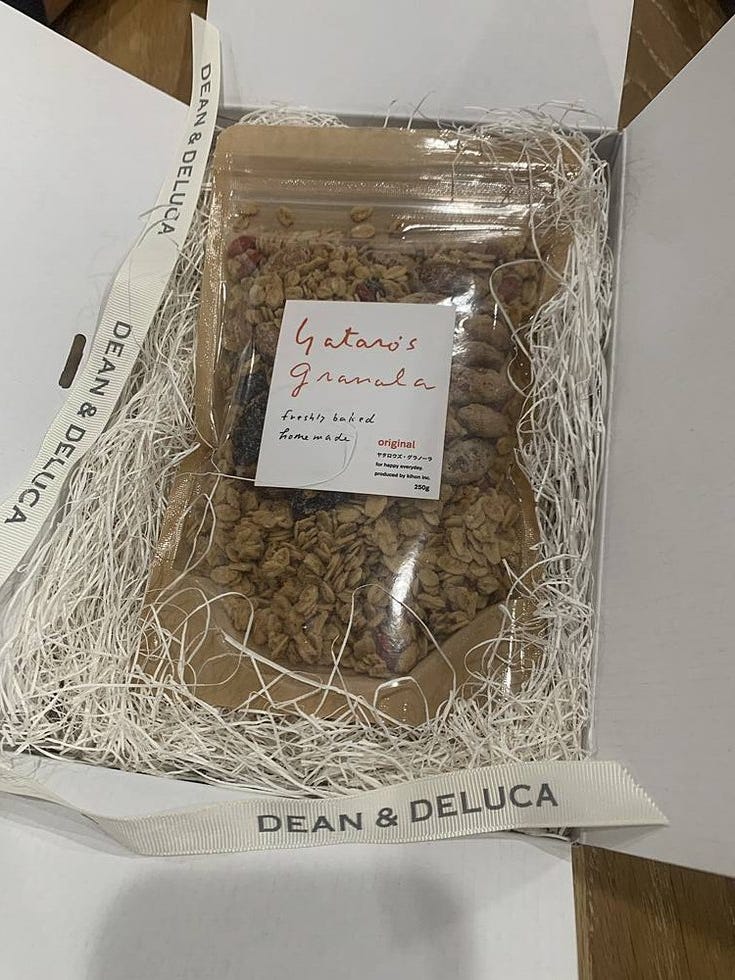 DEAN & DELUCA
DEAN & DELUCA
Yataro's
granola
freshly baked
homemade
original
ヤタロウズ・グラノーラ
for happy everyday.
produced by kihon inc.
250g
DEAN & DELUCA